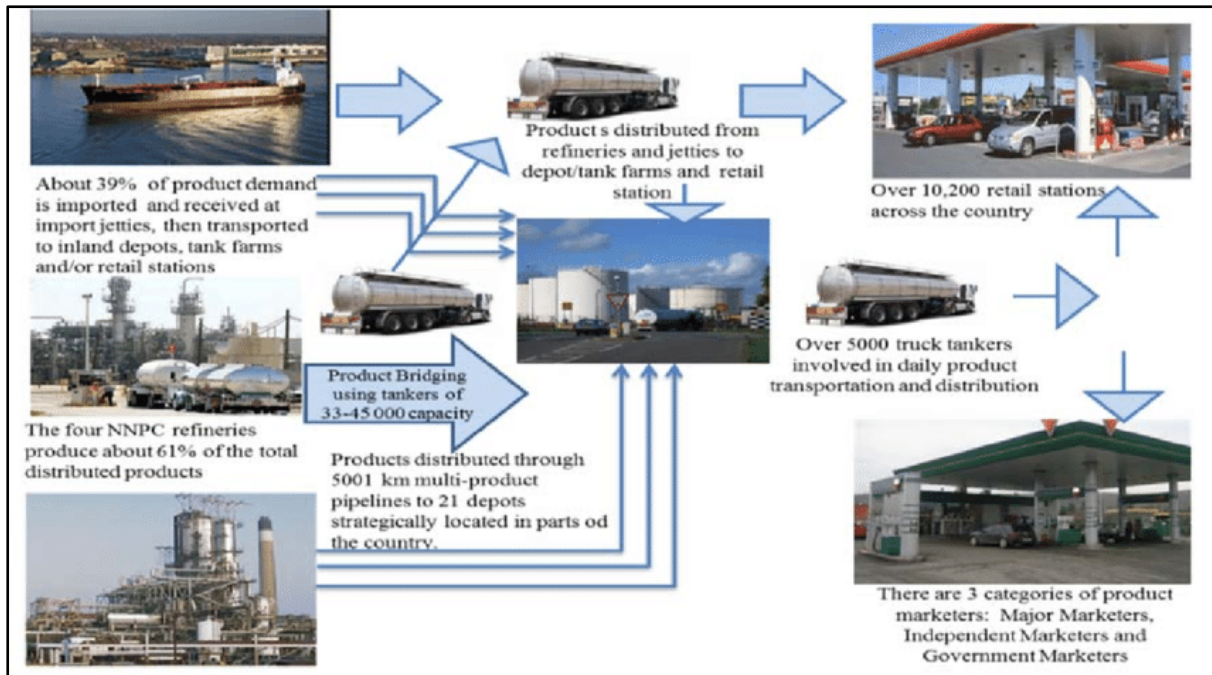 Product s distributed from
refineries and jetties to
depot/tank farms and retail
station
About 39% of product demand
is imported and received at
import jetties, then transported
to inland depots, tank farms
and/or retail stations
Over 10,200 retail stations
across the country
Product Bridging
using tankers of
33-45 000 capacity
Over 5000 truck tankers
involved in daily product
transportation and distribution
The four NNPC refineries
produce about 61% of the total
distributed products
Products distributed through
5001 km multi-product
pipelines to 21 depots
strategically located in parts od
the country.
There are 3 categories of product
marketers: Major Marketers,
Independent Marketers and
Government Marketers